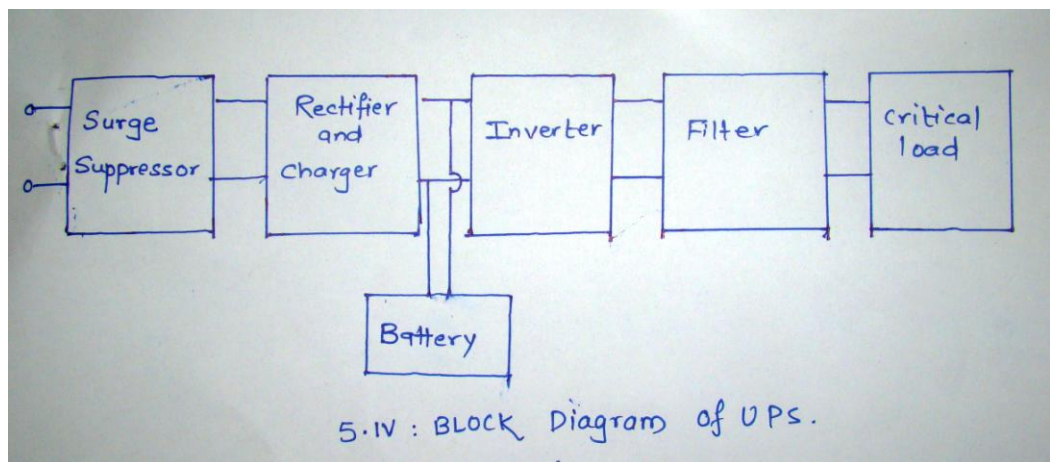 Surge
Suppressor
Rectifier
and
Charger
Inverter
Filter
Critical
load
Battery
5.IV : BLOCK Diagram of UPS.